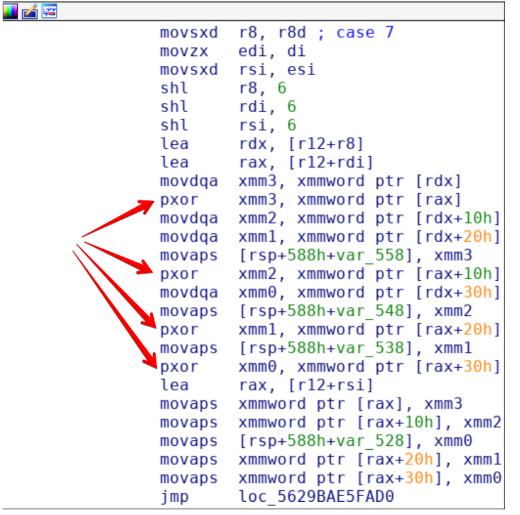 movsxd r8, r8d ; case 7
movzx edi, di
movsxd rsi, esi
shl r8, 6
shl rdi, 6
shl rsi, 6
lea rdx, [r12+r8]
lea rax, [r12+rdi]
movdqa xmm3, xmmword ptr [rdx]
pxor xmm3, xmmword ptr [rax]
movdqa xmm2, xmmword ptr [rdx+10h]
movdqa xmm1, xmmword ptr [rdx+20h]
movaps [rsp+588h+var_558], xmm3
pxor xmm2, xmmword ptr [rax+10h]
movdqa xmm0, xmmword ptr [rdx+30h]
movaps [rsp+588h+var_548], xmm2
pxor xmm1, xmmword ptr [rax+20h]
movaps [rsp+588h+var_538], xmm1
pxor xmm0, xmmword ptr [rax+30h]
lea rax, [r12+rsi]
movaps xmmword ptr [rax], xmm3
movaps xmmword ptr [rax+10h], xmm2
movaps [rsp+588h+var_528], xmm0
movaps xmmword ptr [rax+20h], xmm1
movaps xmmword ptr [rax+30h], xmm0
jmp loc_5629BAE5FAD0